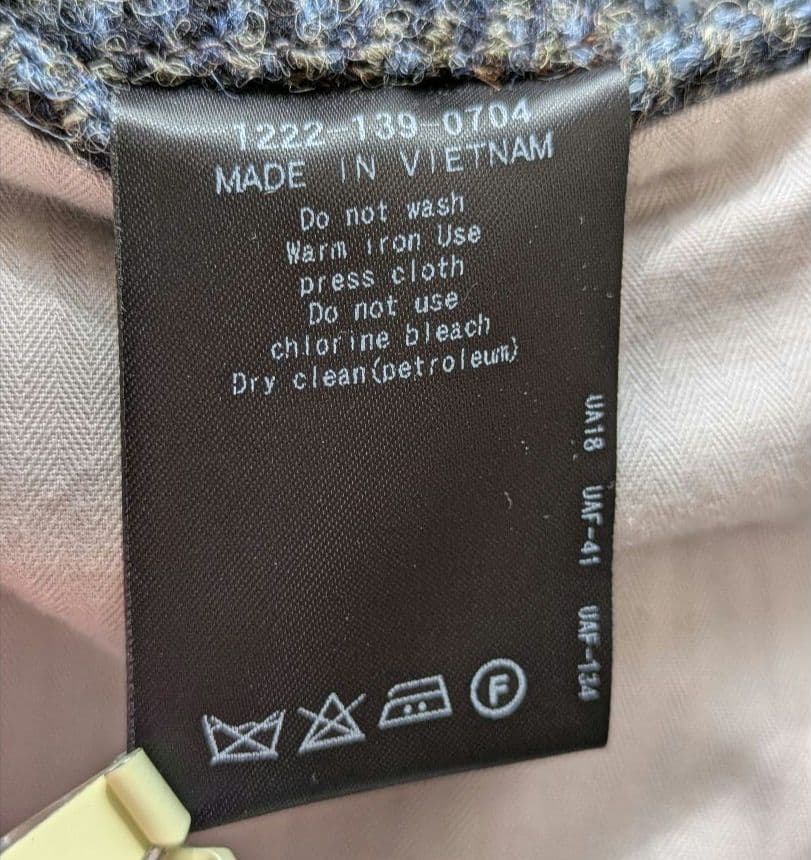 1222-139-0704
MADE IN VIETNAM
Do not wash
Warm iron Use
press cloth
Do not use
chlorine bleach
Dry clean(petroleum)
UA18 UAF-41 UAF-134
F